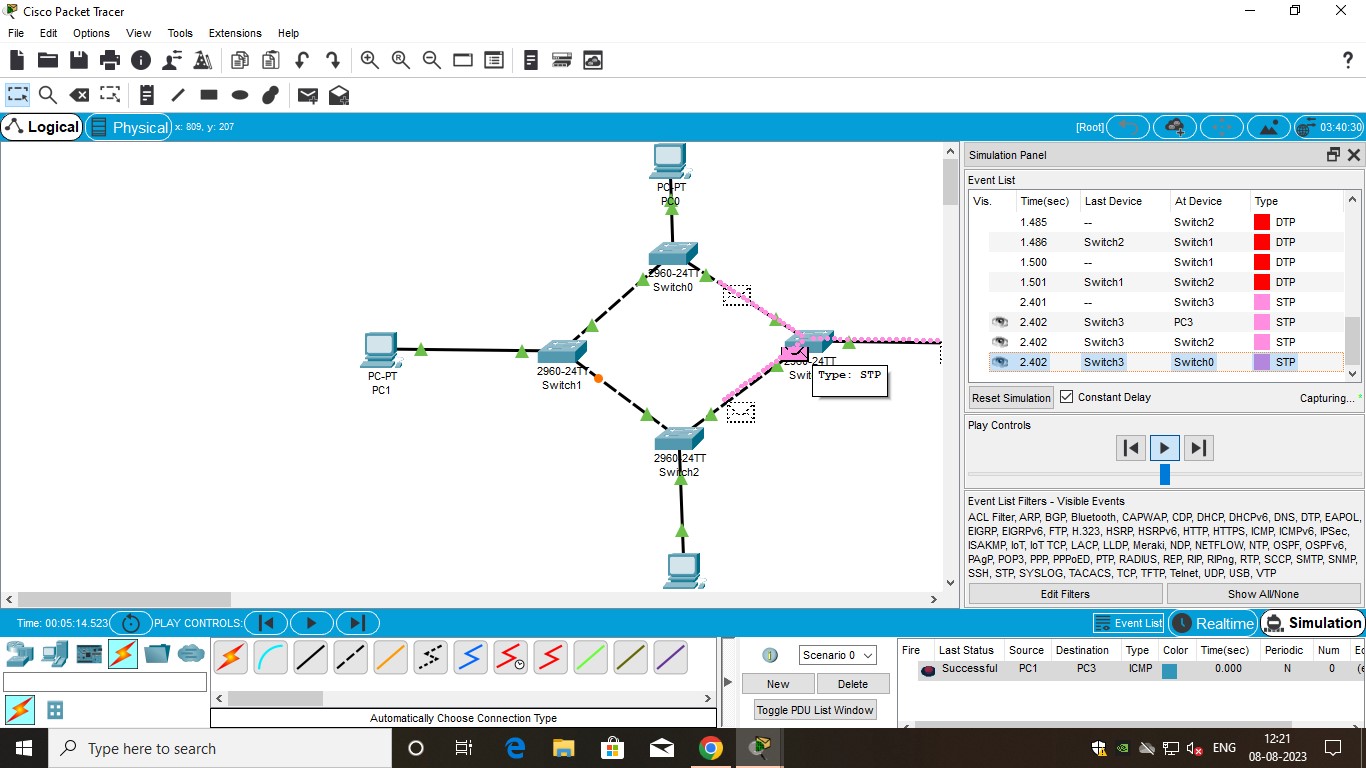 Cisco Packet Tracer
File Edit Options View Tools Extensions Help
Logical
Physical
x: 809, y: 207
[Root]
03:40:30
PC-PT
PC0
2960-24TT
Switch0
PC-PT
PC1
2960-24TT
Switch1
2960-24TT
Type: STP
2960-24TT
Switch2
Simulation Panel
Event List
Vis. Time(sec) Last Device At Device Type
1.485 -- Switch2 DTP
1.486 Switch2 Switch1 DTP
1.500 -- Switch1 DTP
1.501 Switch1 Switch2 DTP
2.401 -- Switch3 STP
2.402 Switch3 PC3 STP
2.402 Switch3 Switch2 STP
2.402 Switch3 Switch0 STP
Reset Simulation Constant Delay Capturing... *
Play Controls
Event List Filters - Visible Events
ACL Filter, ARP, BGP, Bluetooth, CAPWAP, CDP, DHCP, DHCPv6, DNS, DTP, EAPOL,
EIGRP, EIGRPv6, FTP, H.323, HSRP, HSRPv6, HTTP, HTTPS, ICMP, ICMPv6, IPSec,
ISAKMP, IoT, IoT TCP, LACP, LLDP, Meraki, NDP, NETFLOW, NTP, OSPF, OSPFv6,
PAgP, POP3, PPP, PPPoED, PTP, RADIUS, REP, RIP, RIPng, RTP, SCCP, SMTP, SNMP,
SSH, STP, SYSLOG, TACACS, TCP, TFTP, Telnet, UDP, USB, VTP
Edit Filters Show All/None
Time: 00:05:14.523 PLAY CONTROLS:
Event List Realtime Simulation
Automatically Choose Connection Type
Scenario 0
New Delete
Toggle PDU List Window
Fire Last Status Source Destination Type Color Time(sec) Periodic Num
Successful PC1 PC3 ICMP 0.000 N 0
Type here to search
ENG
12:21
08-08-2023